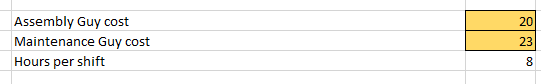 Assembly Guy cost 20
Maintenance Guy cost 23
Hours per shift 8